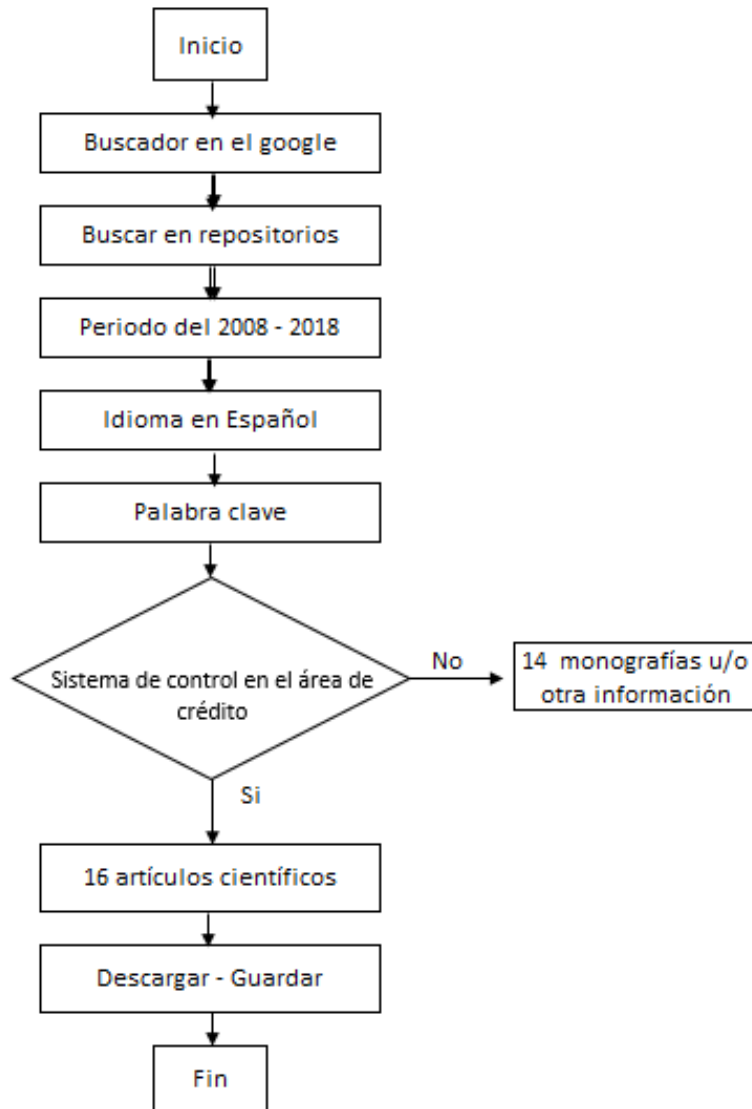 Inicio
Buscador en el google
Buscar en repositorios
Periodo del 2008 - 2018
Idioma en Español
Palabra clave
Sistema de control en el área de
crédito
No
14 monografías u/o
otra información
Si
16 artículos científicos
Descargar - Guardar
Fin